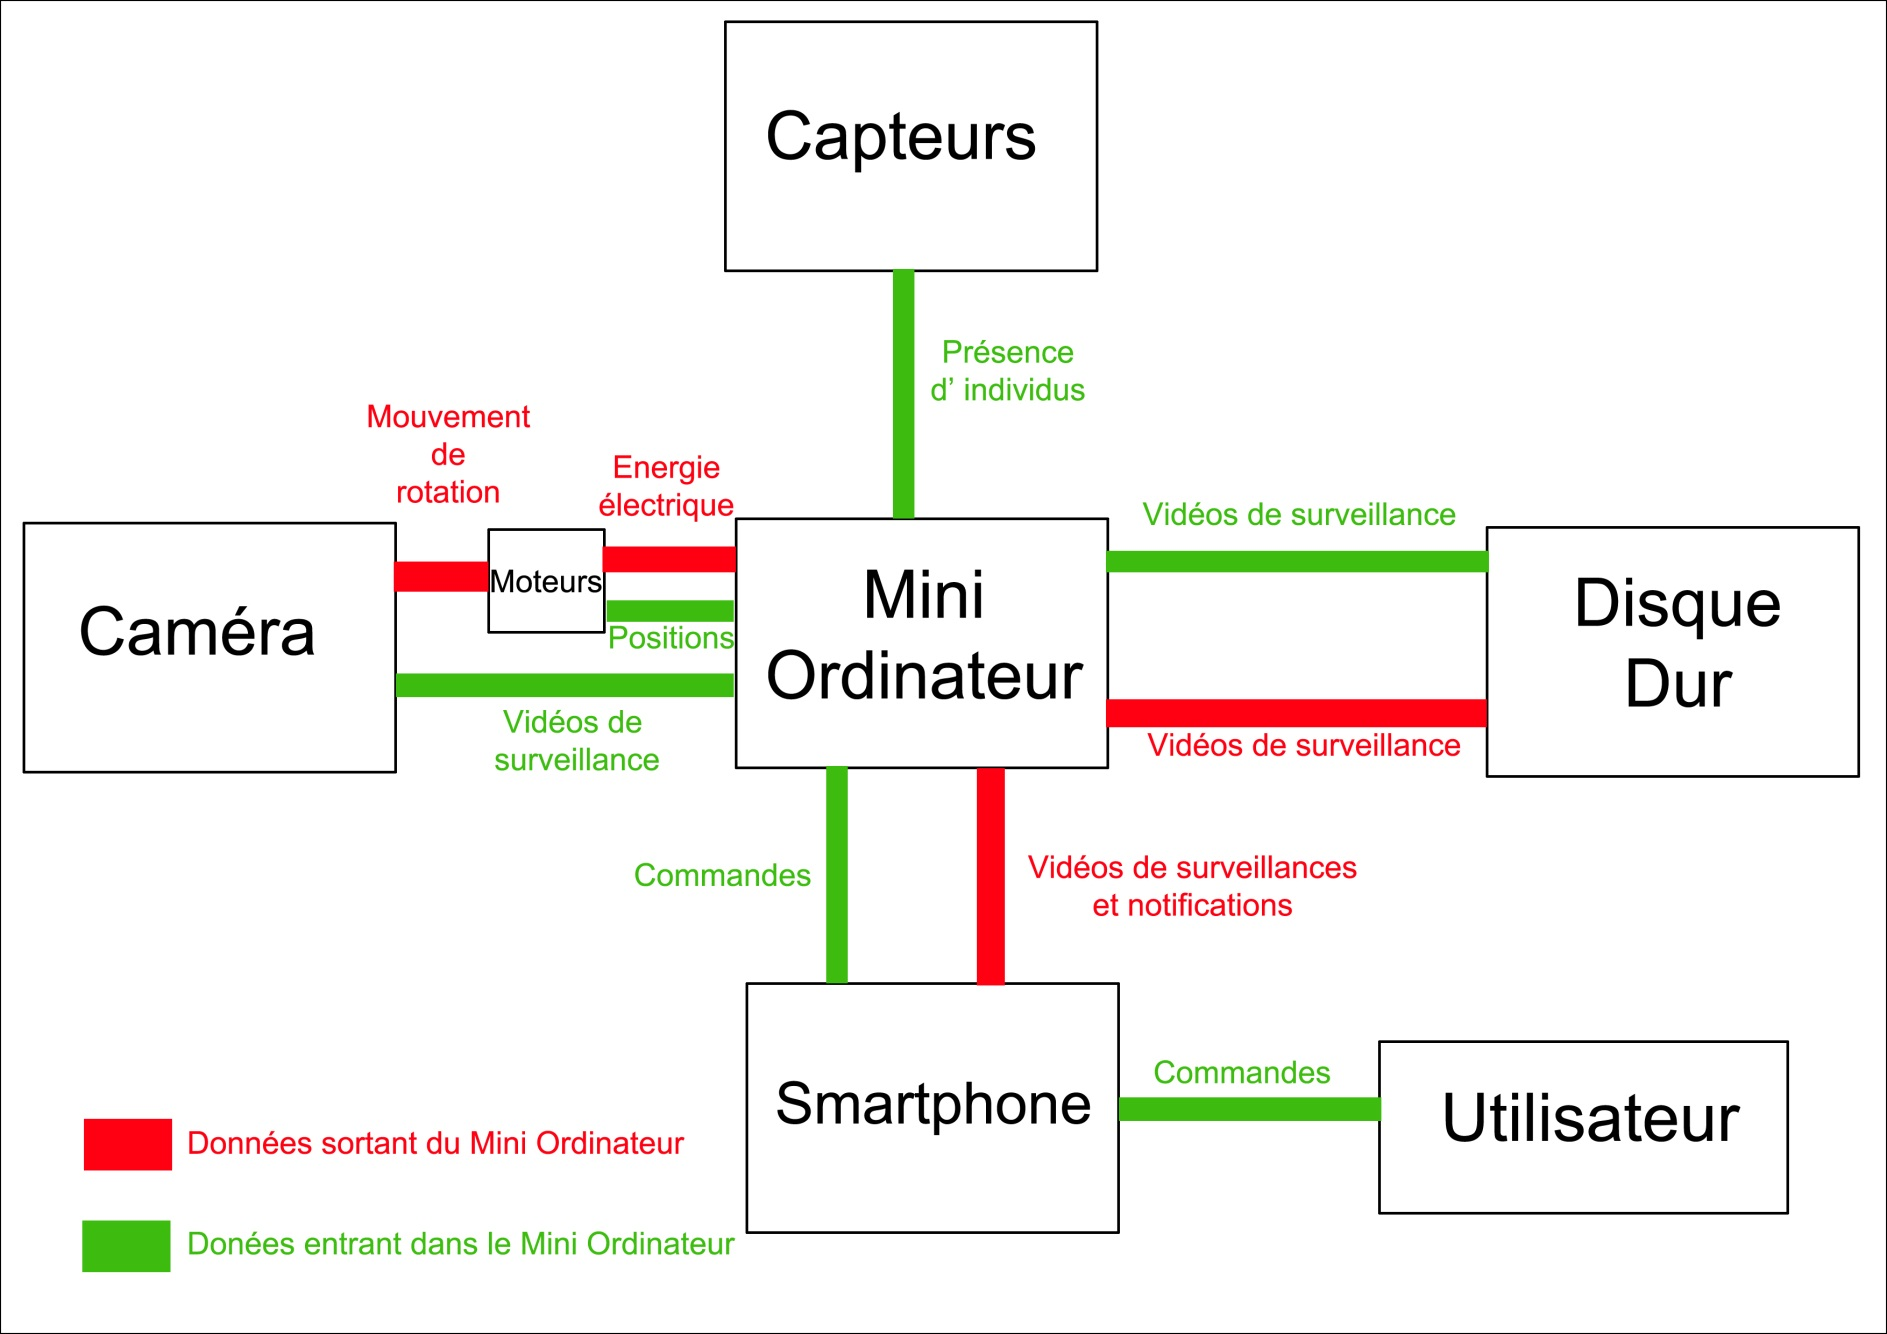 Capteurs
Présence
d’ individus
Mouvement
de
rotation
Energie
électrique
Vidéos de surveillance
Caméra
Moteurs
Positions
Mini
Ordinateur
Disque
Dur
Vidéos de
surveillance
Vidéos de surveillance
Commandes
Vidéos de surveillances
et notifications
Smartphone
Commandes
Utilisateur
Données sortant du Mini Ordinateur
Donées entrant dans le Mini Ordinateur